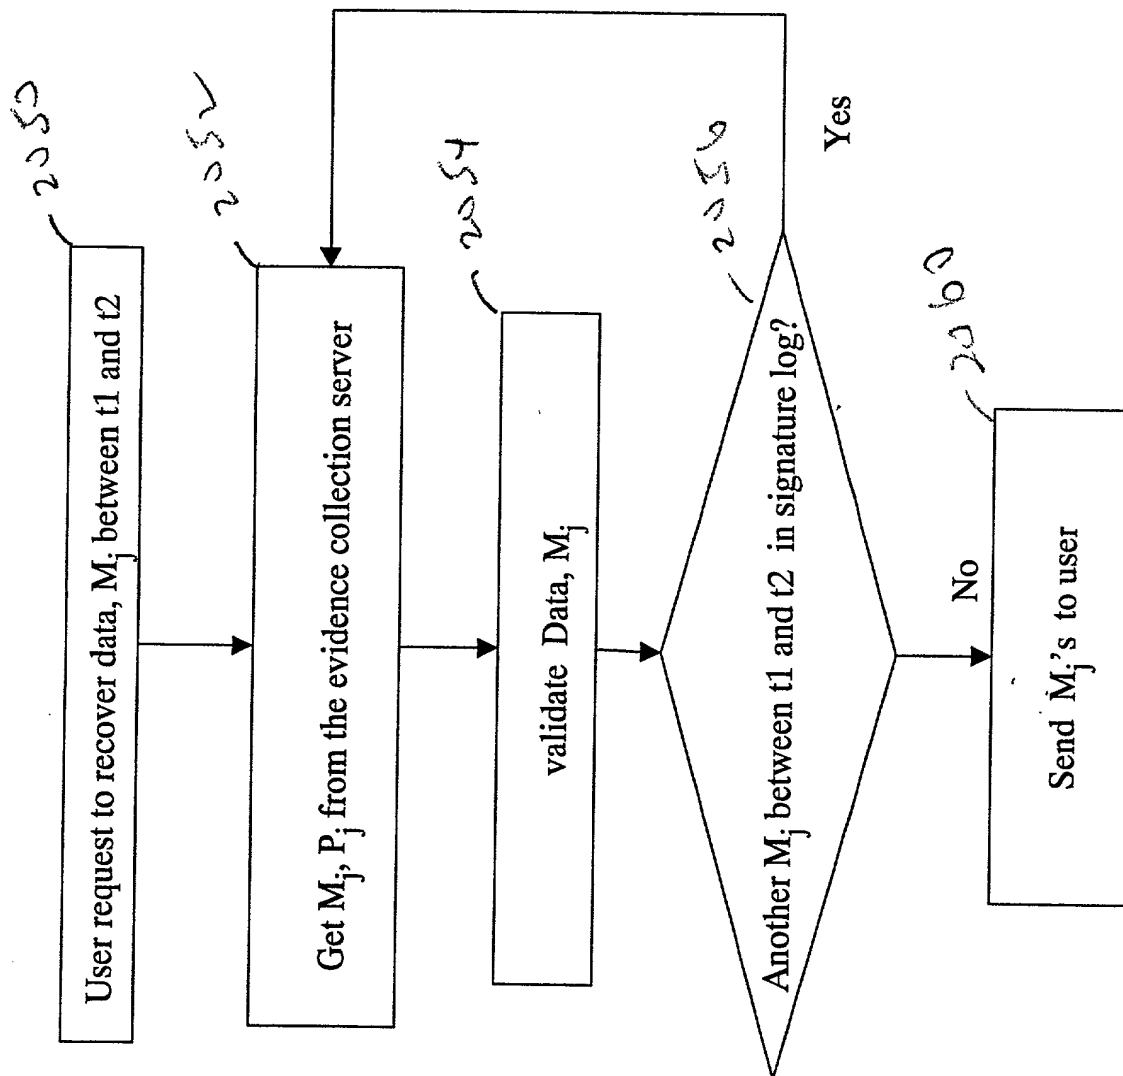 2050
User request to recover data, Mj between t1 and t2
2052
Get Mj, Pj from the evidence collection server
2054
validate Data, Mj
2056
Another Mj between t1 and t2 in signature log?
Yes
No
2060
Send Mj's to user